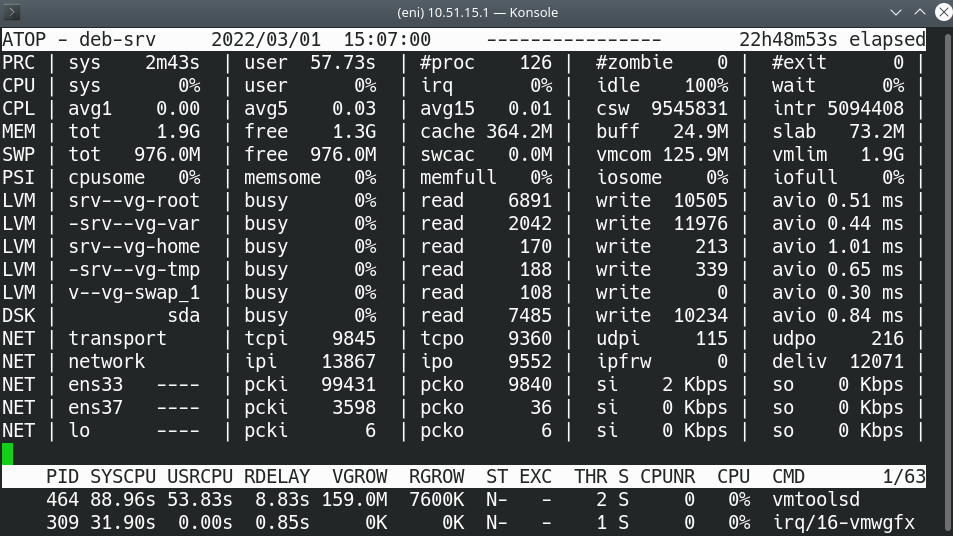 (eni) 10.51.15.1 — Konsole
ATOP - deb-srv 2022/03/01 15:07:00 ---------------- 22h48m53s elapsed
PRC | sys 2m43s | user 57.73s | #proc 126 | #zombie 0 | #exit 0 |
CPU | sys 0% | user 0% | irq 0% | idle 100% | wait 0% |
CPL | avg1 0.00 | avg5 0.03 | avg15 0.01 | csw 9545831 | intr 5094408 |
MEM | tot 1.9G | free 1.3G | cache 364.2M | buff 24.9M | slab 73.2M |
SWP | tot 976.0M | free 976.0M | swcac 0.0M | vmcom 125.9M | vmlim 1.9G |
PSI | cpusome 0% | memsome 0% | memfull 0% | iosome 0% | iofull 0% |
LVM | srv--vg-root | busy 0% | read 6891 | write 10505 | avio 0.51 ms |
LVM | -srv--vg-var | busy 0% | read 2042 | write 11976 | avio 0.44 ms |
LVM | srv--vg-home | busy 0% | read 170 | write 213 | avio 1.01 ms |
LVM | -srv--vg-tmp | busy 0% | read 188 | write 339 | avio 0.65 ms |
LVM | v--vg-swap_1 | busy 0% | read 108 | write 0 | avio 0.30 ms |
DSK | sda | busy 0% | read 7485 | write 10234 | avio 0.84 ms |
NET | transport | tcpi 9845 | tcpo 9360 | udpi 115 | udpo 216 |
NET | network | ipi 13867 | ipo 9552 | ipfrw 0 | deliv 12071 |
NET | ens33 ---- | pcki 99431 | pcko 9840 | si 2 Kbps | so 0 Kbps |
NET | ens37 ---- | pcki 3598 | pcko 36 | si 0 Kbps | so 0 Kbps |
NET | lo ---- | pcki 6 | pcko 6 | si 0 Kbps | so 0 Kbps |
PID SYSCPU USRCPU RDELAY VGROW RGROW ST EXC THR S CPUNR CPU CMD 1/63
464 88.96s 53.83s 8.83s 159.0M 7600K N- - 2 S 0 0% vmtoolsd
309 31.90s 0.00s 0.85s 0K 0K N- - 1 S 0 0% irq/16-vmwgfx